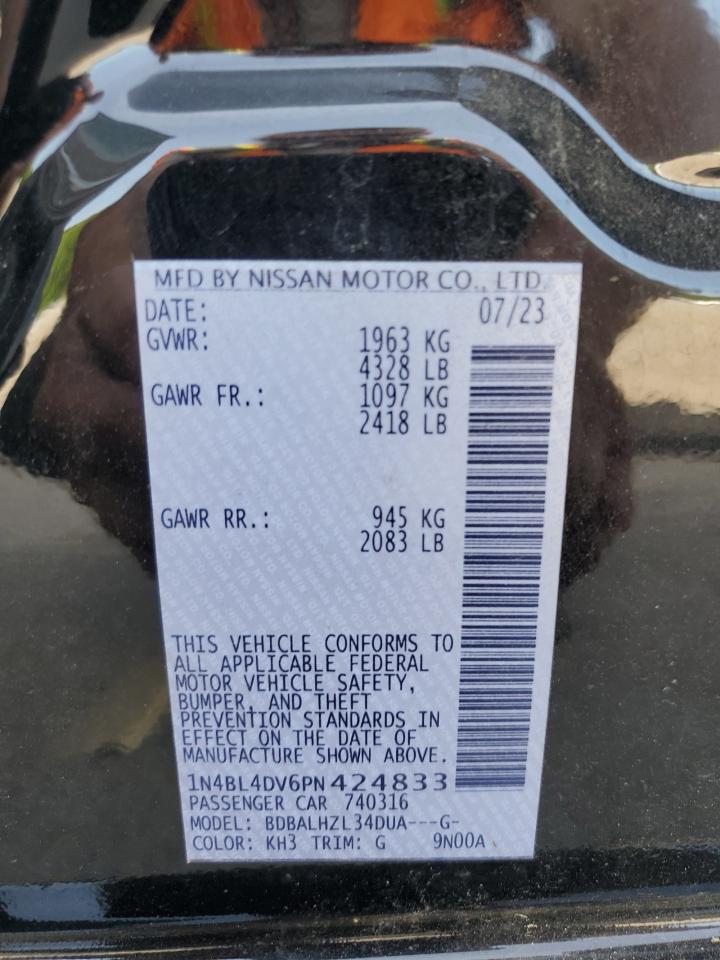 MFD BY NISSAN MOTOR CO., LTD.
DATE: 07/23
GVWR: 1963 KG
4328 LB
GAWR FR.: 1097 KG
2418 LB
GAWR RR.: 945 KG
2083 LB
THIS VEHICLE CONFORMS TO
ALL APPLICABLE FEDERAL
MOTOR VEHICLE SAFETY,
BUMPER, AND THEFT
PREVENTION STANDARDS IN
EFFECT ON THE DATE OF
MANUFACTURE SHOWN ABOVE.
1N4BL4DV6PN424833
PASSENGER CAR 740316
MODEL: BDBALHZL34DUA---G-
COLOR: KH3 TRIM: G 9N00A